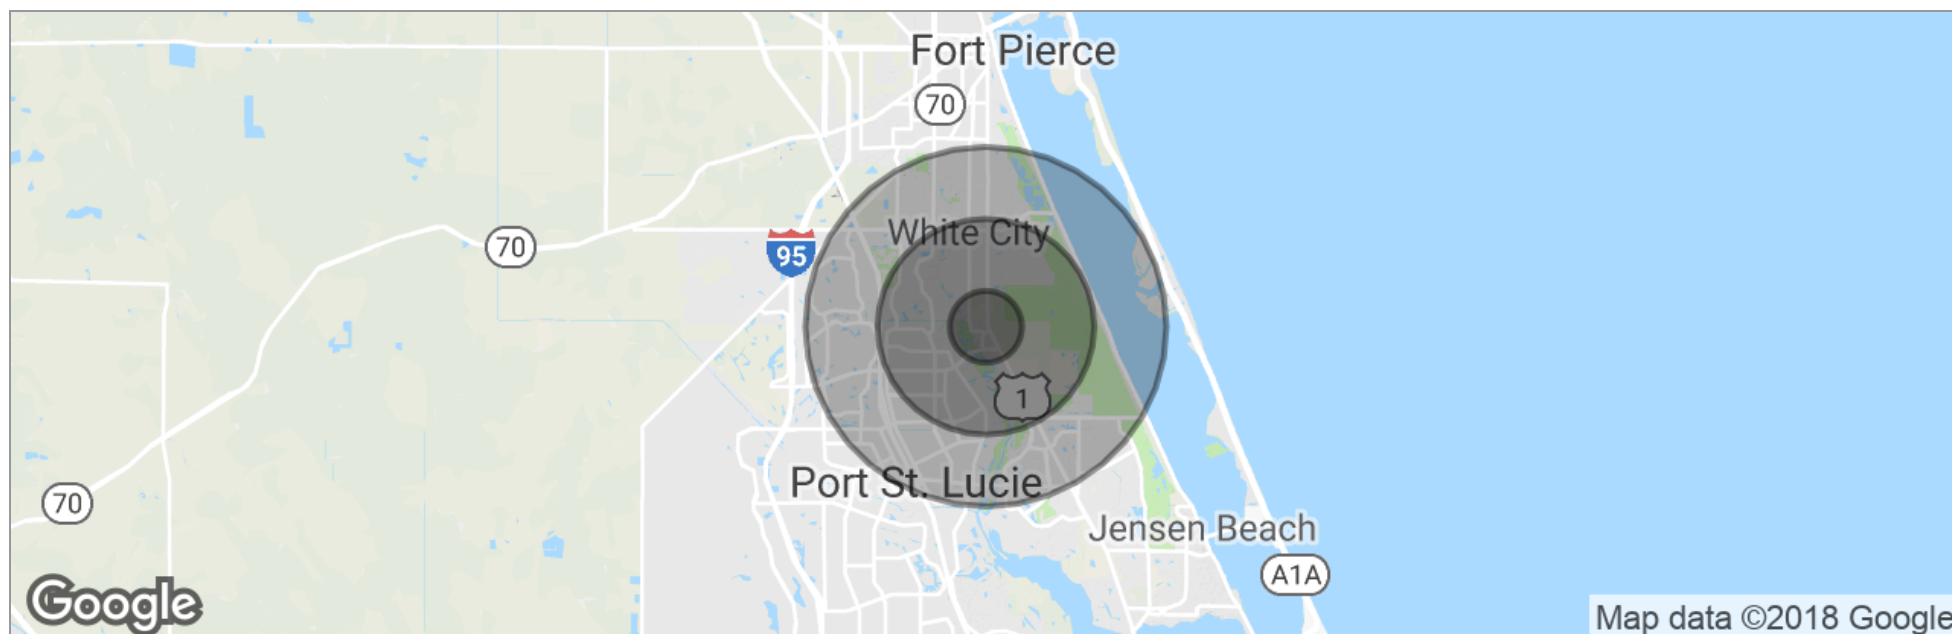 Fort Pierce
70
White City
70
95
1
Port St. Lucie
70
Jensen Beach
A1A
Google
Map data ©2018 Google